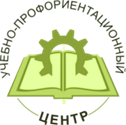 УЧЕБНО-ПРОФОРИЕНТАЦИОННЫЙ
ЦЕНТР